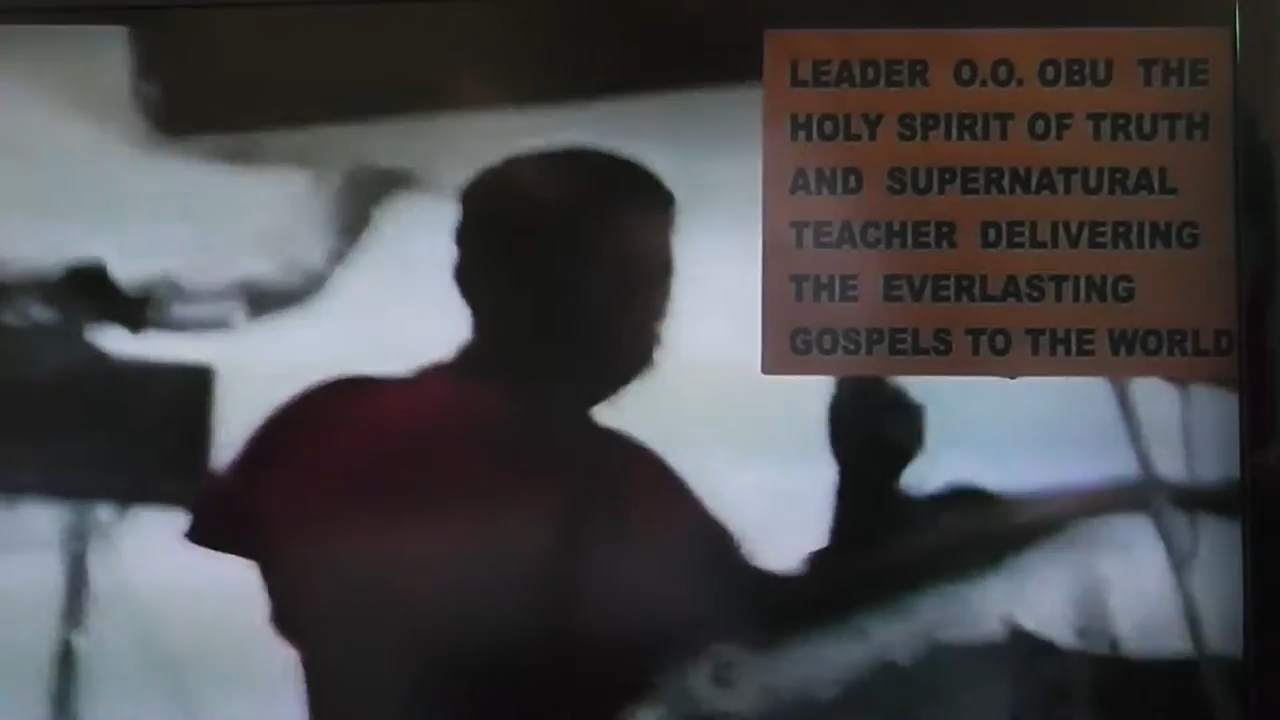 LEADER O.O. OBU THE
HOLY SPIRIT OF TRUTH
AND SUPERNATURAL
TEACHER DELIVERING
THE EVERLASTING
GOSPELS TO THE WORLD